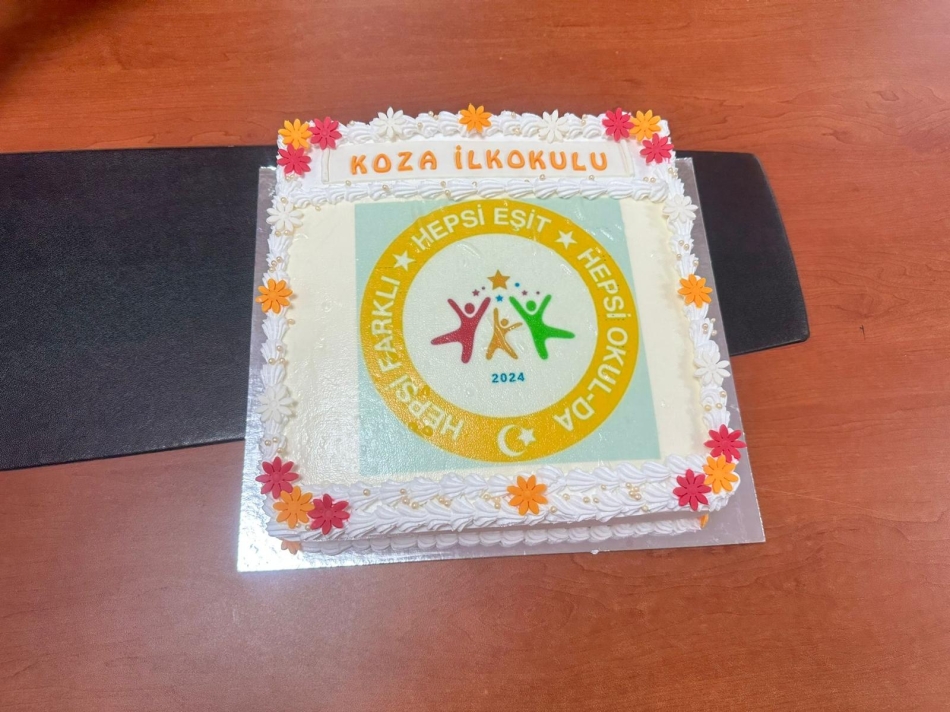 KOZA İLKOKULU
HEPSİ FARKLI ★ HEPSİ EŞİT ★ HEPSİ OKUL-DA
2024